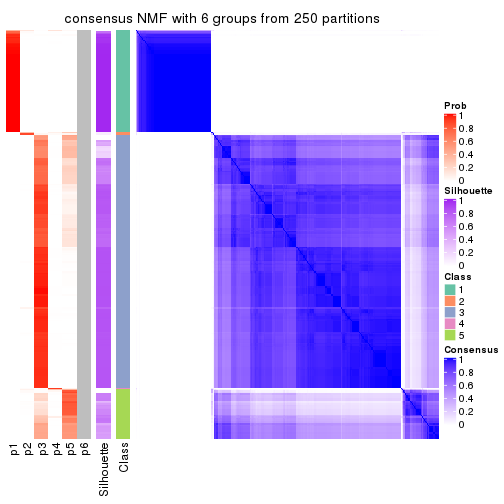 consensus NMF with 6 groups from 250 partitions
Prob
1
0.8
0.6
0.4
0.2
0
Silhouette
1
0.8
0.6
0.4
0.2
0
Class
1
2
3
4
5
Consensus
1
0.8
0.6
0.4
0.2
0
p1
p2
p3
p4
p5
p6
Silhouette
Class